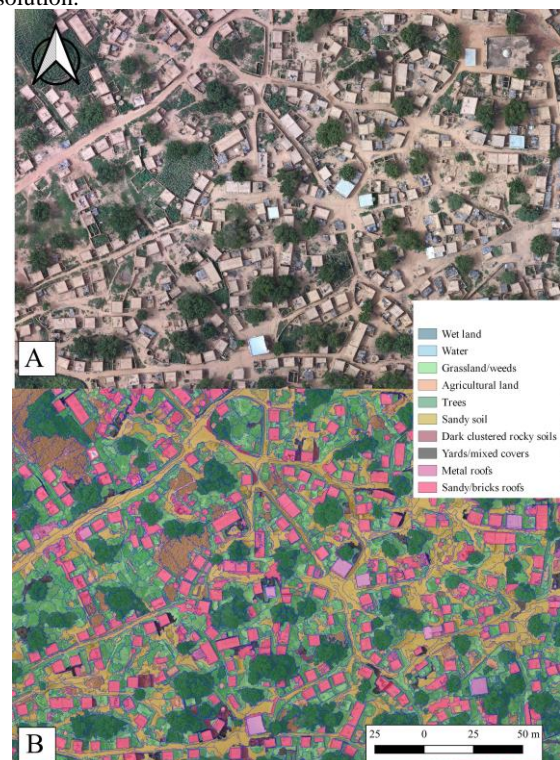 solution.
A
Wet land
Water
Grassland/weeds
Agricultural land
Trees
Sandy soil
Dark clustered rocky soils
Yards/mixed covers
Metal roofs
Sandy/bricks roofs
B
25 0 25 50 m